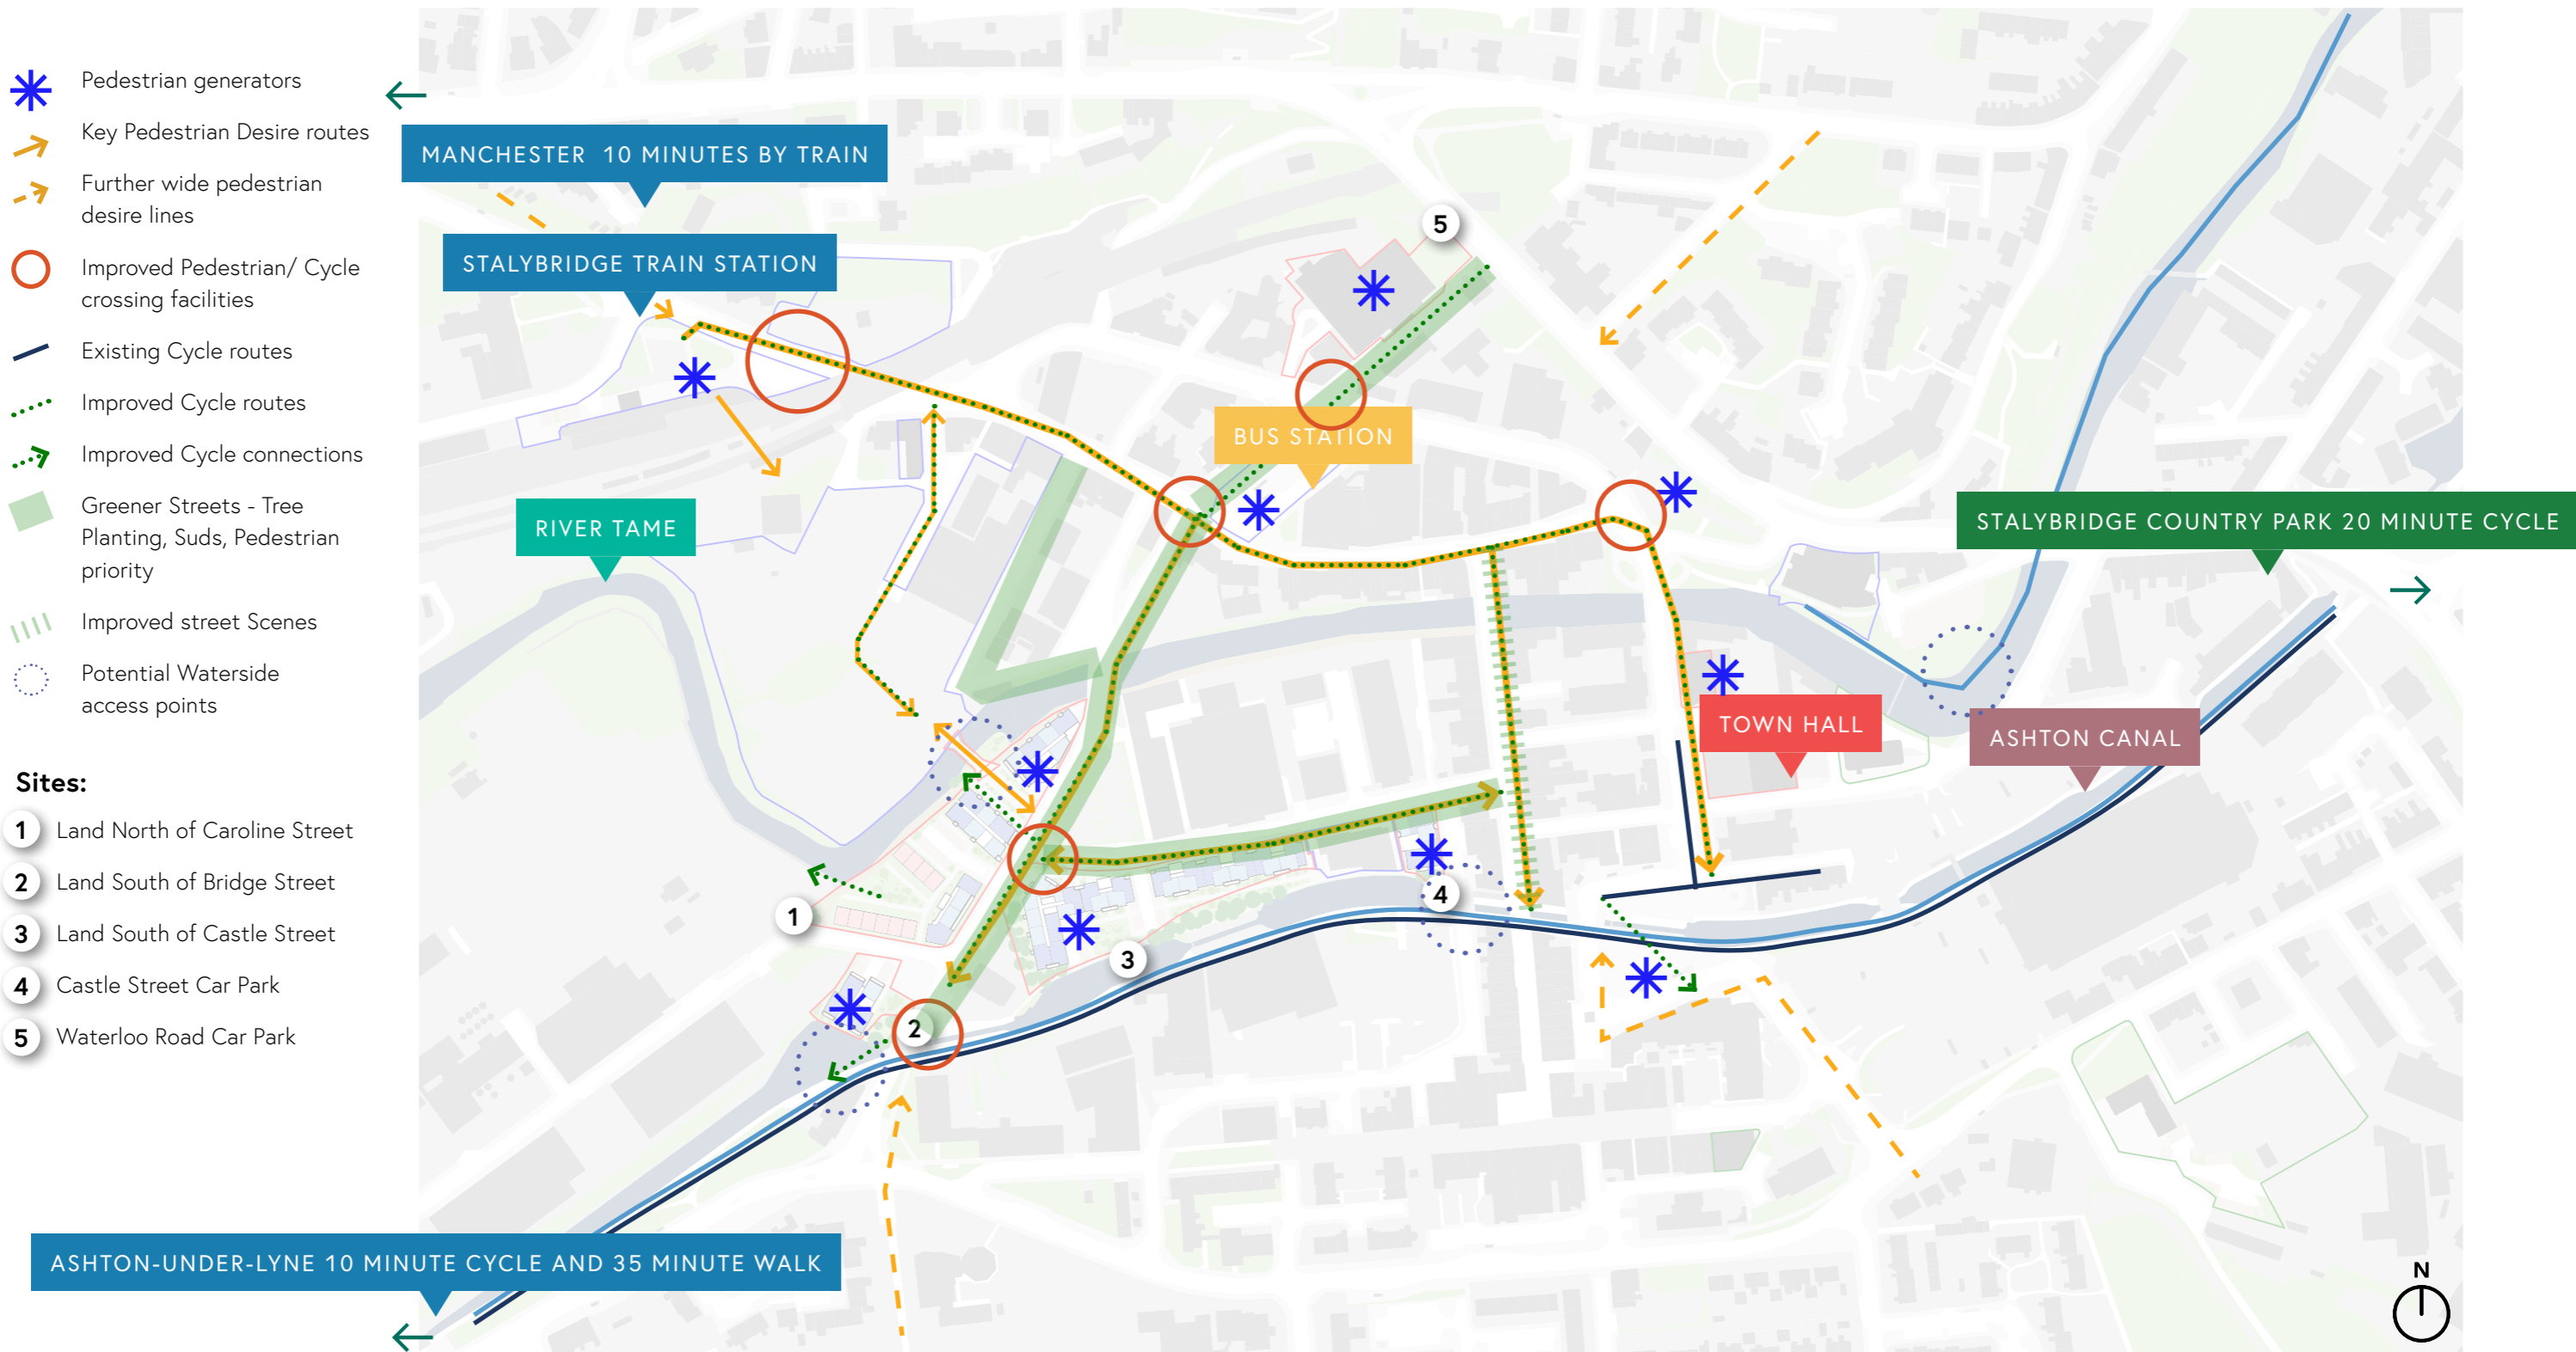 Pedestrian generators
Key Pedestrian Desire routes
Further wide pedestrian
desire lines
Improved Pedestrian/ Cycle
crossing facilities
Existing Cycle routes
Improved Cycle routes
Improved Cycle connections
Greener Streets - Tree
Planting, Suds, Pedestrian
priority
Improved street Scenes
Potential Waterside
access points
Sites:
1 Land North of Caroline Street
2 Land South of Bridge Street
3 Land South of Castle Street
4 Castle Street Car Park
5 Waterloo Road Car Park
MANCHESTER 10 MINUTES BY TRAIN
STALYBRIDGE TRAIN STATION
5
BUS STATION
RIVER TAME
STALYBRIDGE COUNTRY PARK 20 MINUTE CYCLE
TOWN HALL
ASHTON CANAL
4
1
3
2
ASHTON-UNDER-LYNE 10 MINUTE CYCLE AND 35 MINUTE WALK
N